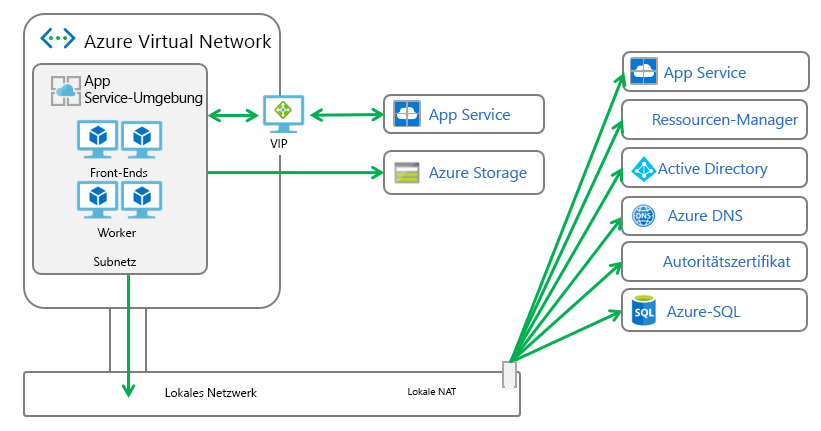 Azure Virtual Network
App
Service-Umgebung
Front-Ends
Worker
Subnetz
VIP
App Service
Azure Storage
App Service
Ressourcen-Manager
Active Directory
DNS
Azure DNS
Autoritätszertifikat
SQL
Azure-SQL
Lokales Netzwerk
Lokale NAT